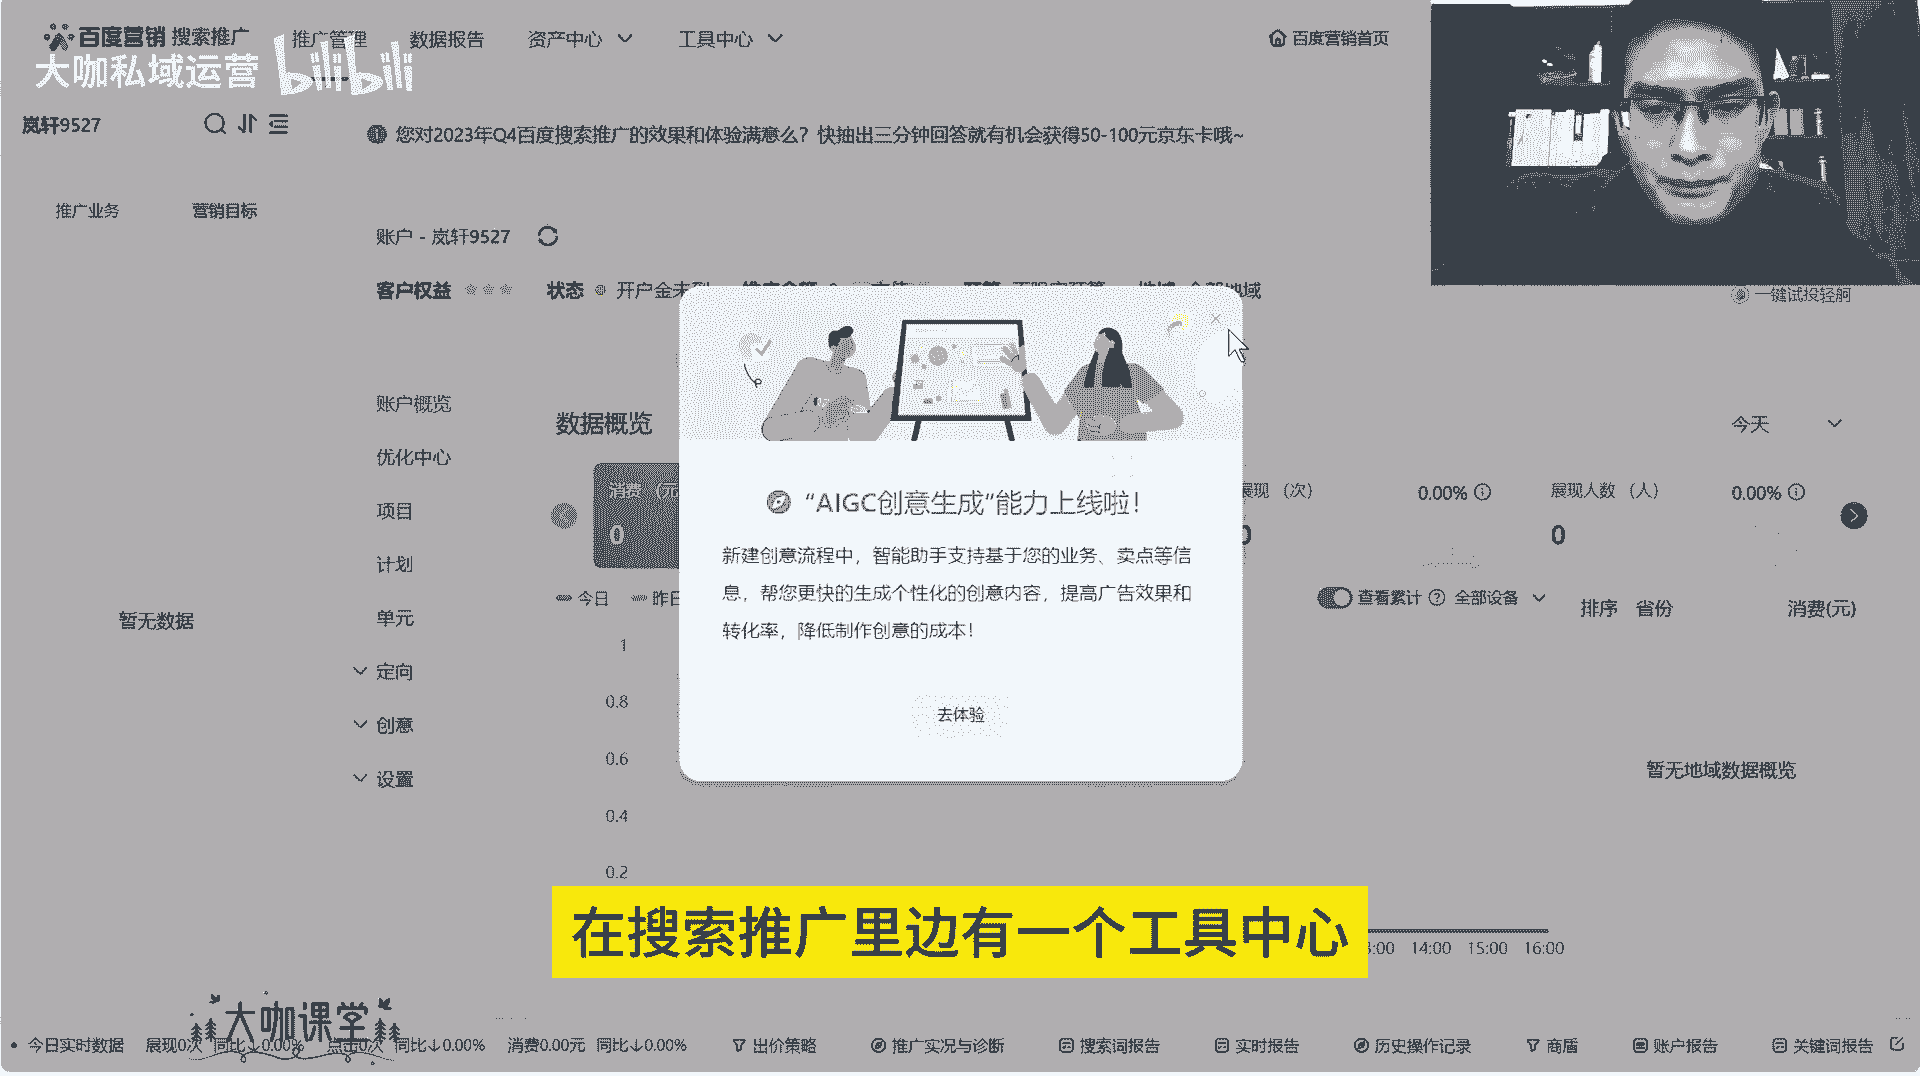 百度营销 搜索推广
推广管理
数据报告
资产中心
工具中心
百度营销首页
大咖私域运营 bilibili
岚轩9527
您对2023年Q4百度搜索推广的效果和体验满意么？快抽出三分钟回答就有机会获得50-100元京东卡哦~
推广业务
营销目标
账户 - 岚轩9527
客户权益
状态
开户金未到
一键试投轻舸
账户概览
优化中心
项目
计划
单元
定向
创意
设置
暂无数据
数据概览
今天
消费（元
0
展现（次）
0.00%
展现人数（人）
0.00%
0
0
今日
昨日
查看累计
全部设备
排序
省份
消费(元)
1
0.8
0.6
0.4
0.2
暂无地域数据概览
“AIGC创意生成”能力上线啦！
新建创意流程中，智能助手支持基于您的业务、卖点等信
息，帮您更快的生成个性化的创意内容，提高广告效果和
转化率，降低制作创意的成本！
去体验
在搜索推广里边有一个工具中心
14:00
15:00
16:00
大咖课堂
今日实时数据
展现0次
同比↓0.00%
点击0次
同比↓0.00%
消费0.00元
同比↓0.00%
出价策略
推广实况与诊断
搜索词报告
实时报告
历史操作记录
商盾
账户报告
关键词报告